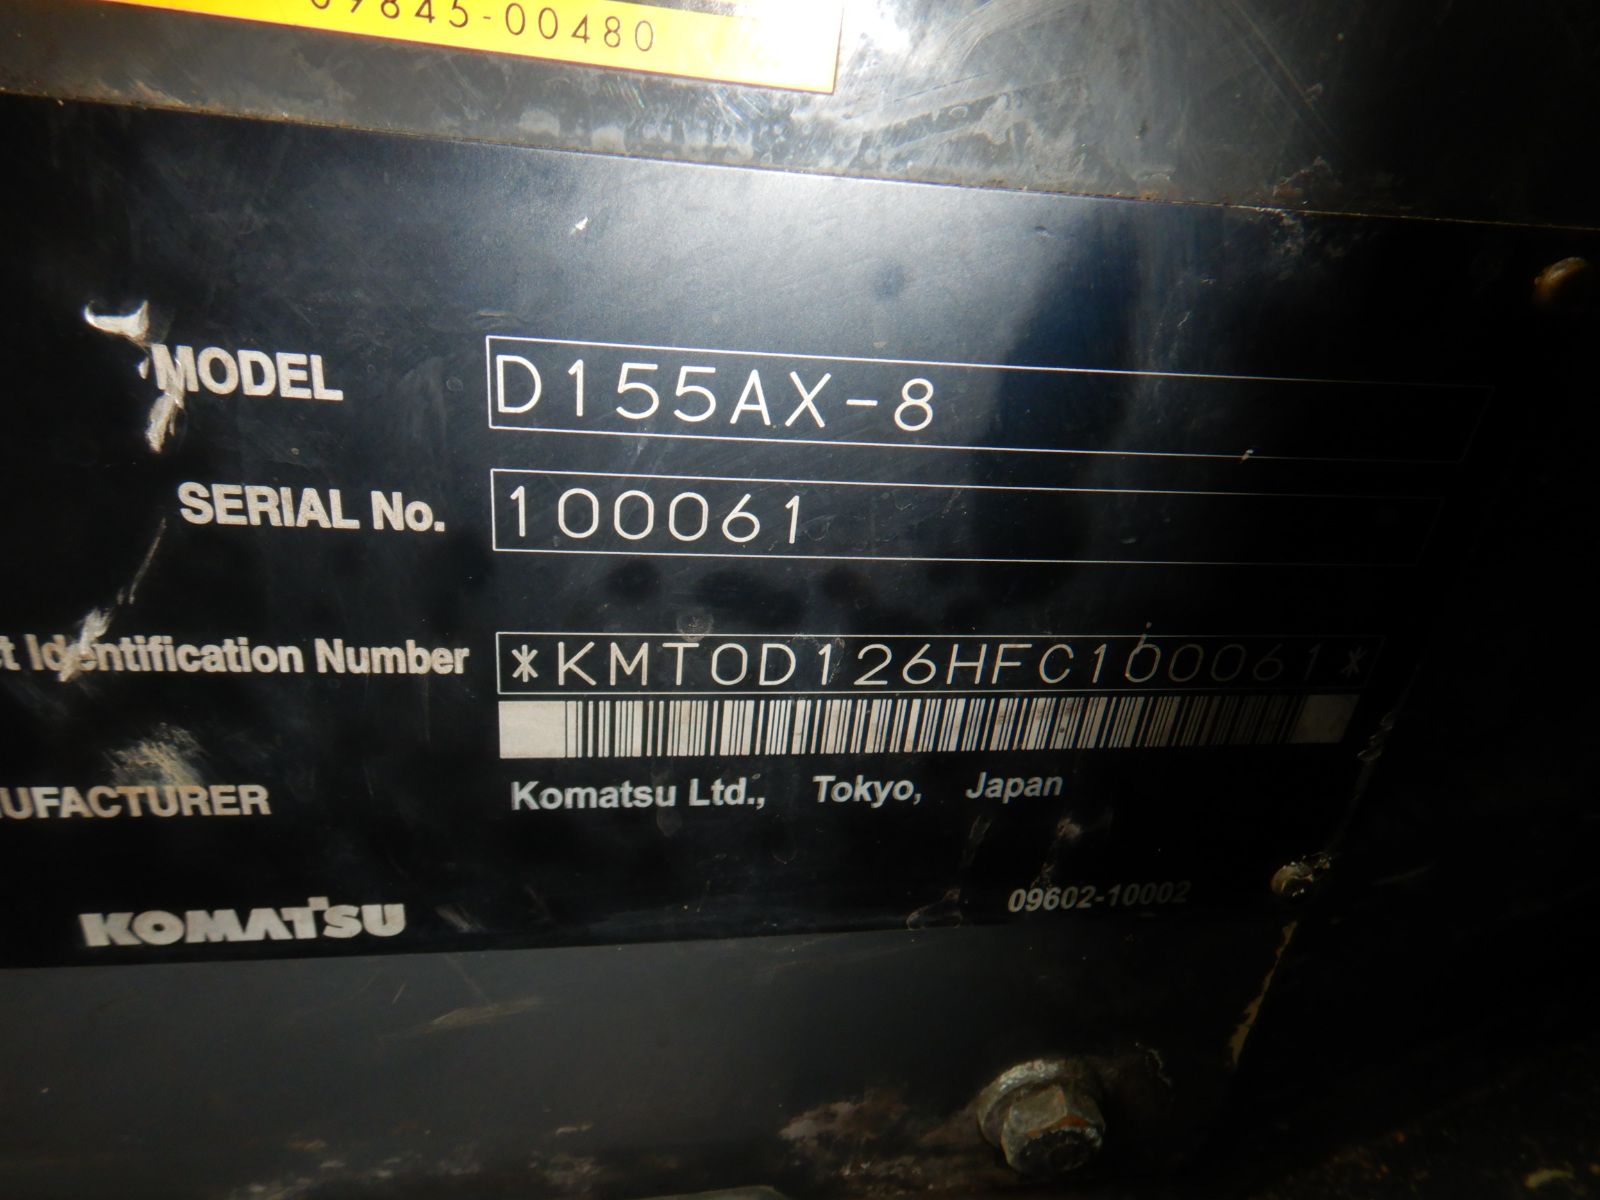 09845-00480
MODEL D155AX-8
SERIAL No. 100061
Identification Number *KMT0D126HFC100061*
UFACTURER Komatsu Ltd., Tokyo, Japan
KOMATSU 09602-10002